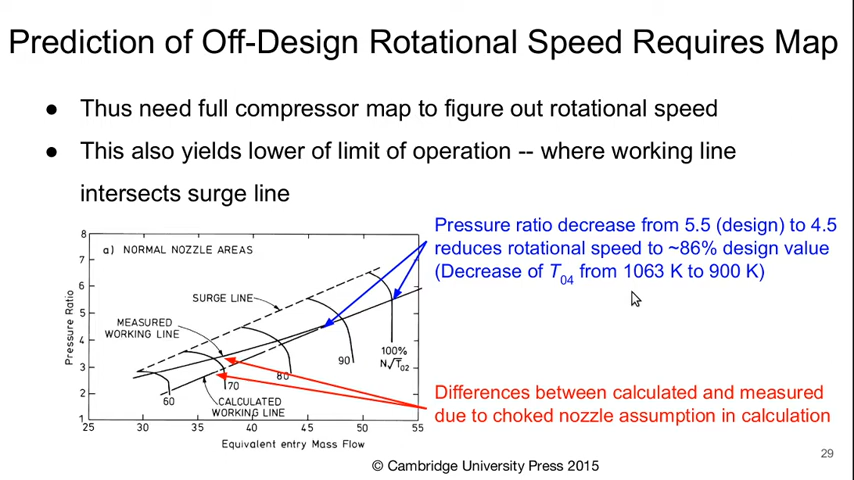 Prediction of Off-Design Rotational Speed Requires Map
● Thus need full compressor map to figure out rotational speed
● This also yields lower of limit of operation -- where working line
intersects surge line
Pressure ratio decrease from 5.5 (design) to 4.5
reduces rotational speed to ~86% design value
(Decrease of T04 from 1063 K to 900 K)
8
a) NORMAL NOZZLE AREAS
7
6
SURGE LINE
5
MEASURED
WORKING LINE
4
Pressure Ratio
3
2
1
100%
N√T02
90
80
70
60
CALCULATED
WORKING LINE
25 30 35 40 45 50 55
Equivalent entry Mass Flow
Differences between calculated and measured
due to choked nozzle assumption in calculation
29
© Cambridge University Press 2015